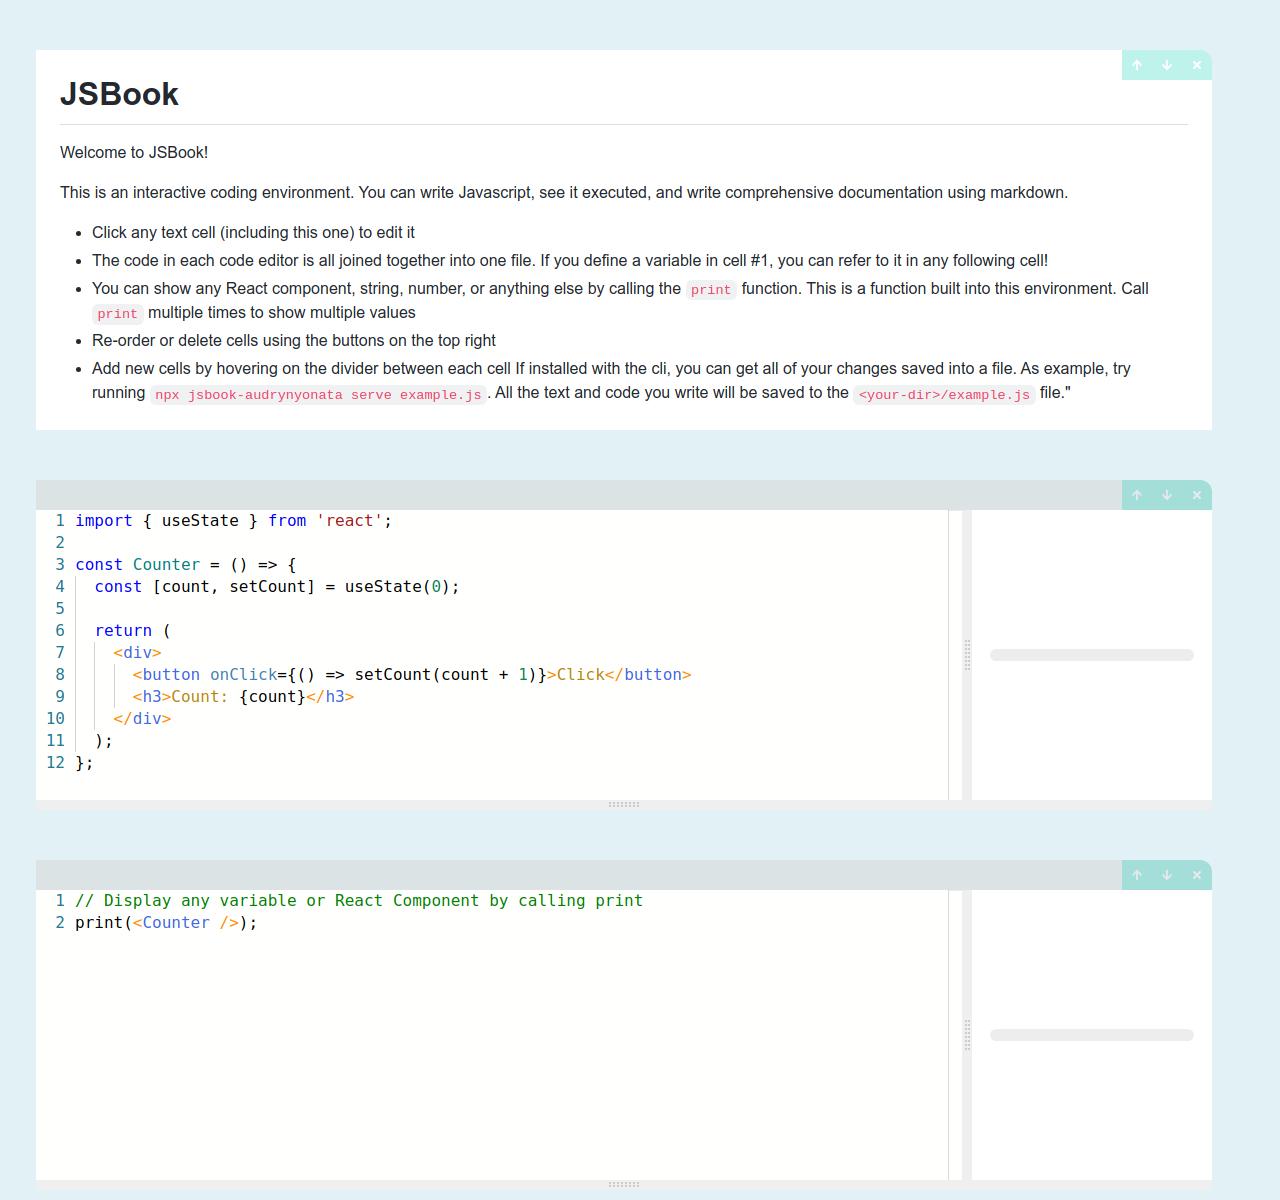 JSBook
Welcome to JSBook!
This is an interactive coding environment. You can write Javascript, see it executed, and write comprehensive documentation using markdown.
• Click any text cell (including this one) to edit it
• The code in each code editor is all joined together into one file. If you define a variable in cell #1, you can refer to it in any following cell!
• You can show any React component, string, number, or anything else by calling the print function. This is a function built into this environment. Call
print multiple times to show multiple values
• Re-order or delete cells using the buttons on the top right
• Add new cells by hovering on the divider between each cell If installed with the cli, you can get all of your changes saved into a file. As example, try
running npx jsbook-audrynyonata serve example.js. All the text and code you write will be saved to the <your-dir>/example.js file."
1 import { useState } from 'react';
2
3 const Counter = () => {
4   const [count, setCount] = useState(0);
5
6   return (
7     <div>
8       <button onClick={() => setCount(count + 1)}>Click</button>
9       <h3>Count: {count}</h3>
10     </div>
11   );
12 };
1 // Display any variable or React Component by calling print
2 print(<Counter />);